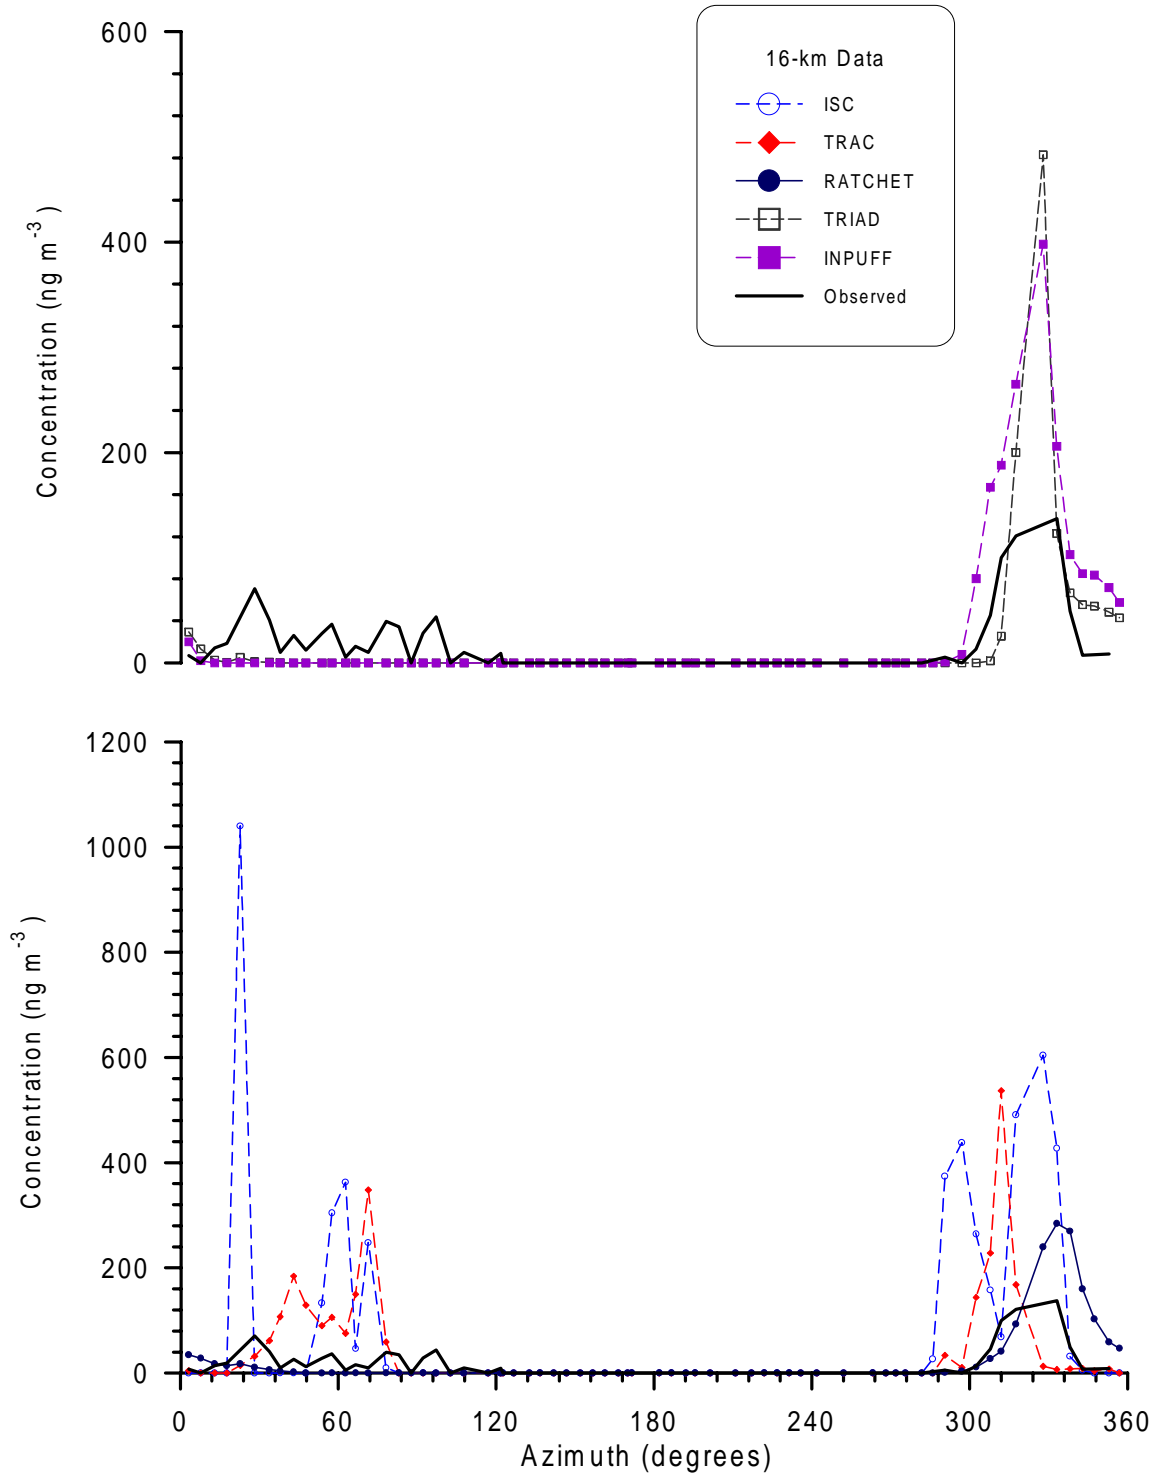 600
400
200
0
Concentration (ng m⁻³)
16-km Data
ISC
TRAC
RATCHET
TRIAD
INPUFF
Observed
1200
1000
800
600
400
200
0
Concentration (ng m⁻³)
0 60 120 180 240 300 360
Azimuth (degrees)